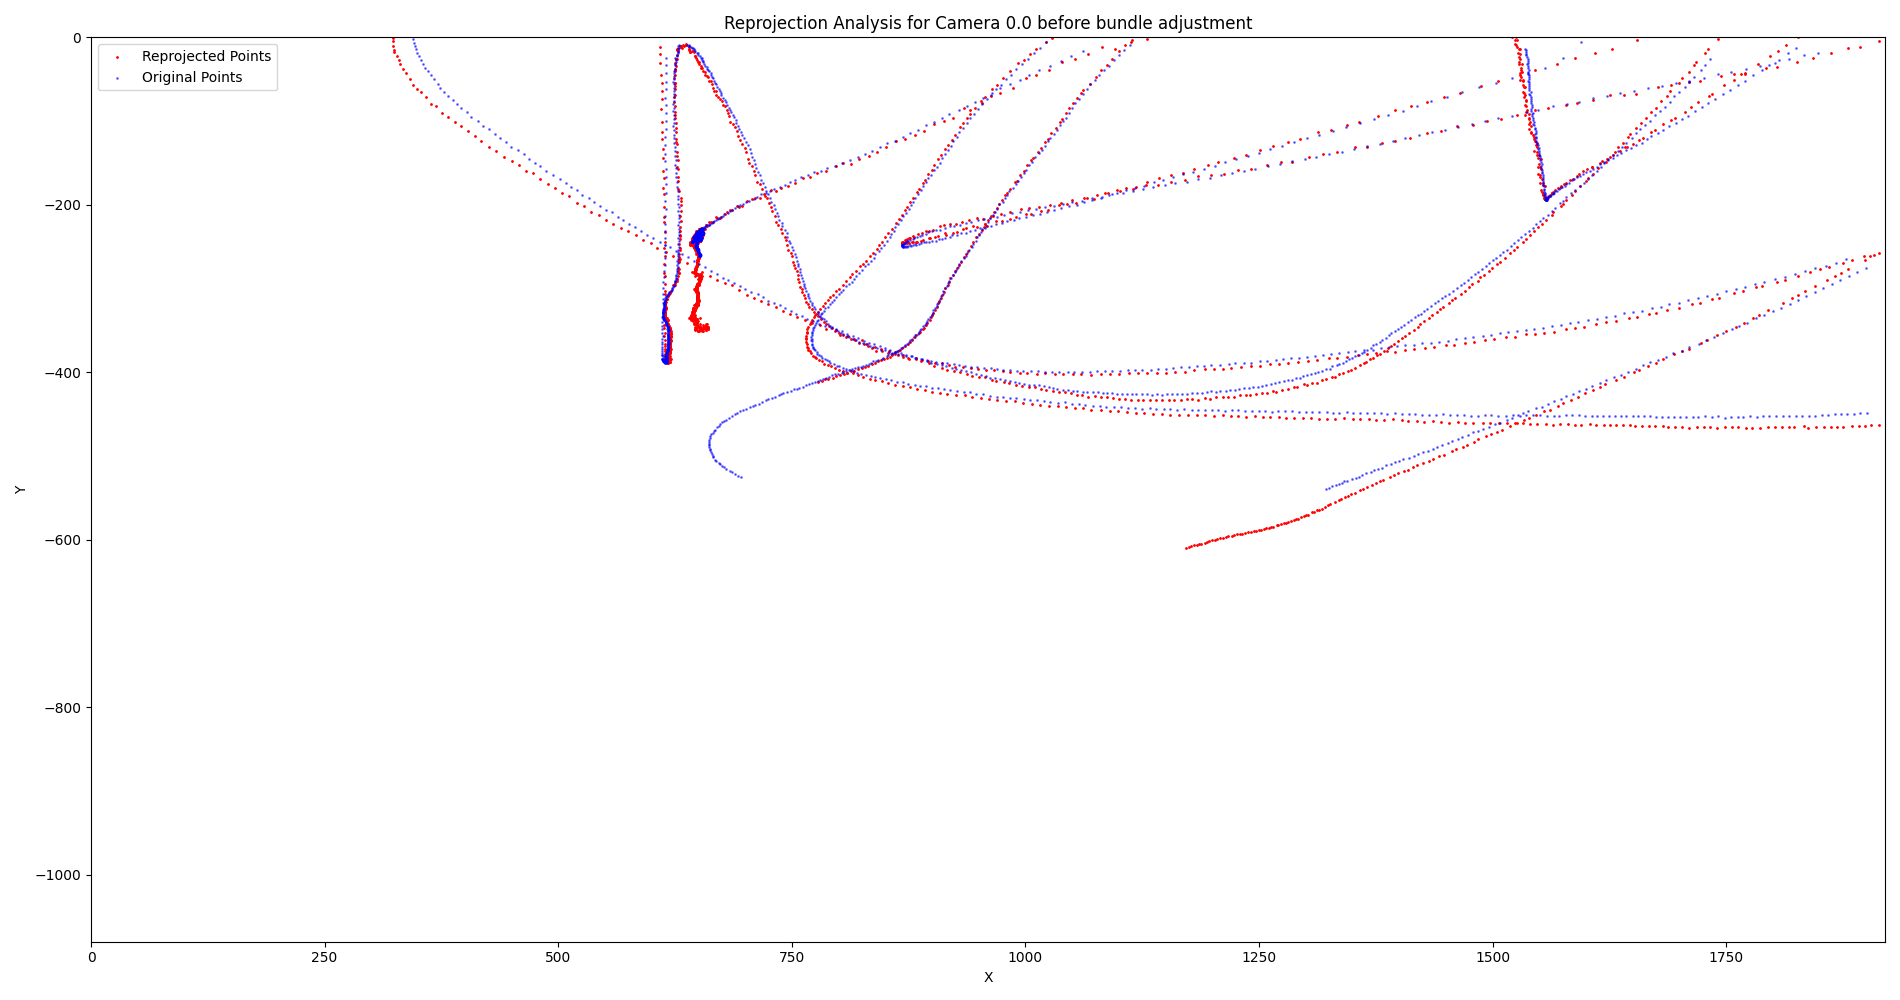 Reprojection Analysis for Camera 0.0 before bundle adjustment
Reprojected Points
Original Points
0
−200
−400
−600
−800
−1000
Y
0
250
500
750
1000
1250
1500
1750
X